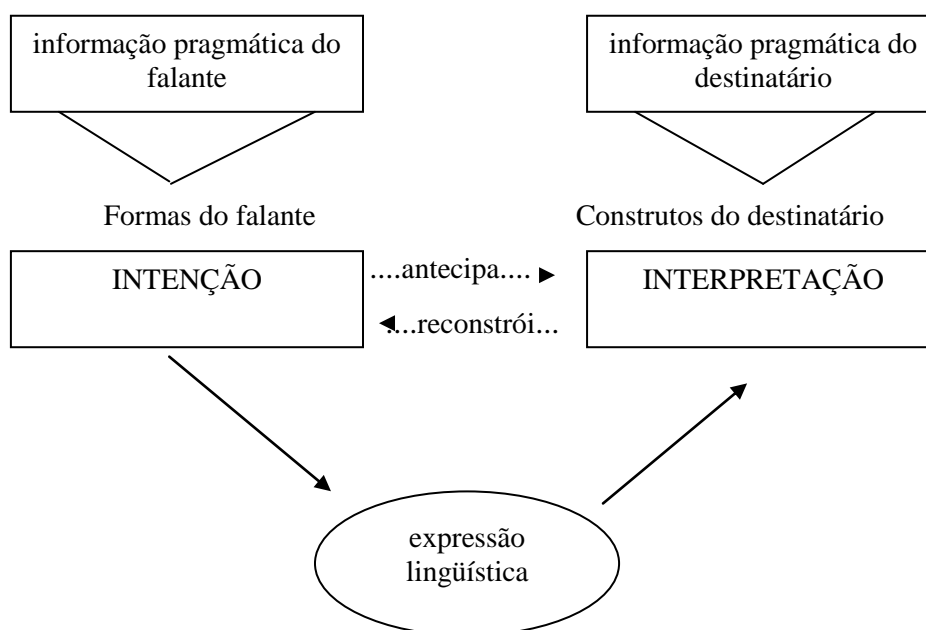 informação pragmática do
falante
informação pragmática do
destinatário
Formas do falante
Construtos do destinatário
INTENÇÃO
....antecipa....
INTERPRETAÇÃO
....reconstrói...
expressão
lingüística